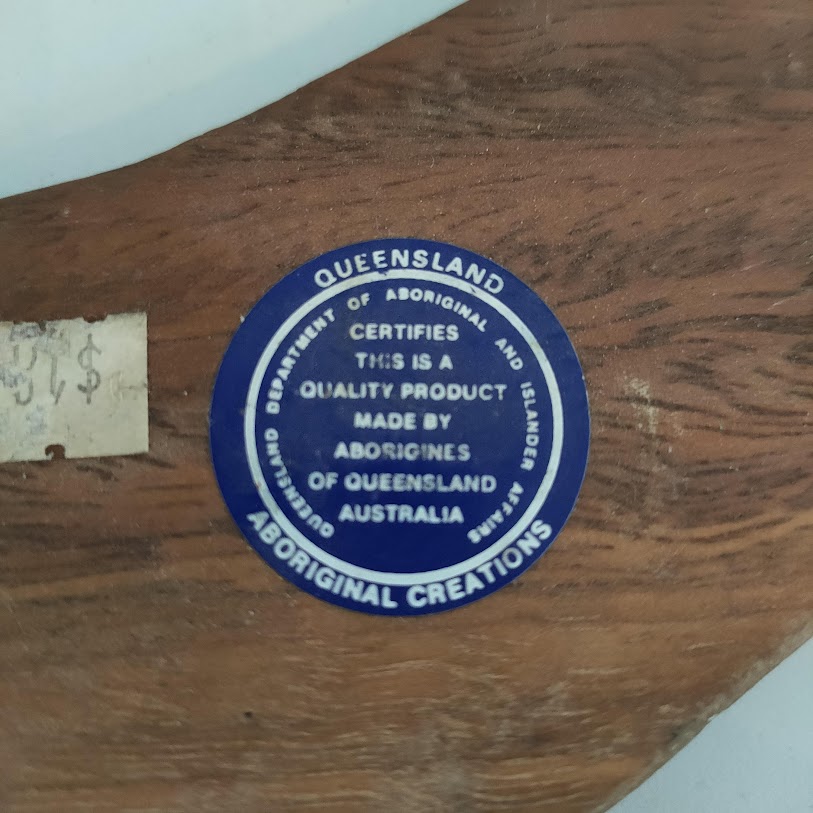 QUEENSLAND
QUEENSLAND DEPARTMENT OF ABORIGINAL AND ISLANDER AFFAIRS
CERTIFIES
THIS IS A
QUALITY PRODUCT
MADE BY
ABORIGINES
OF QUEENSLAND
AUSTRALIA
ABORIGINAL CREATIONS
$